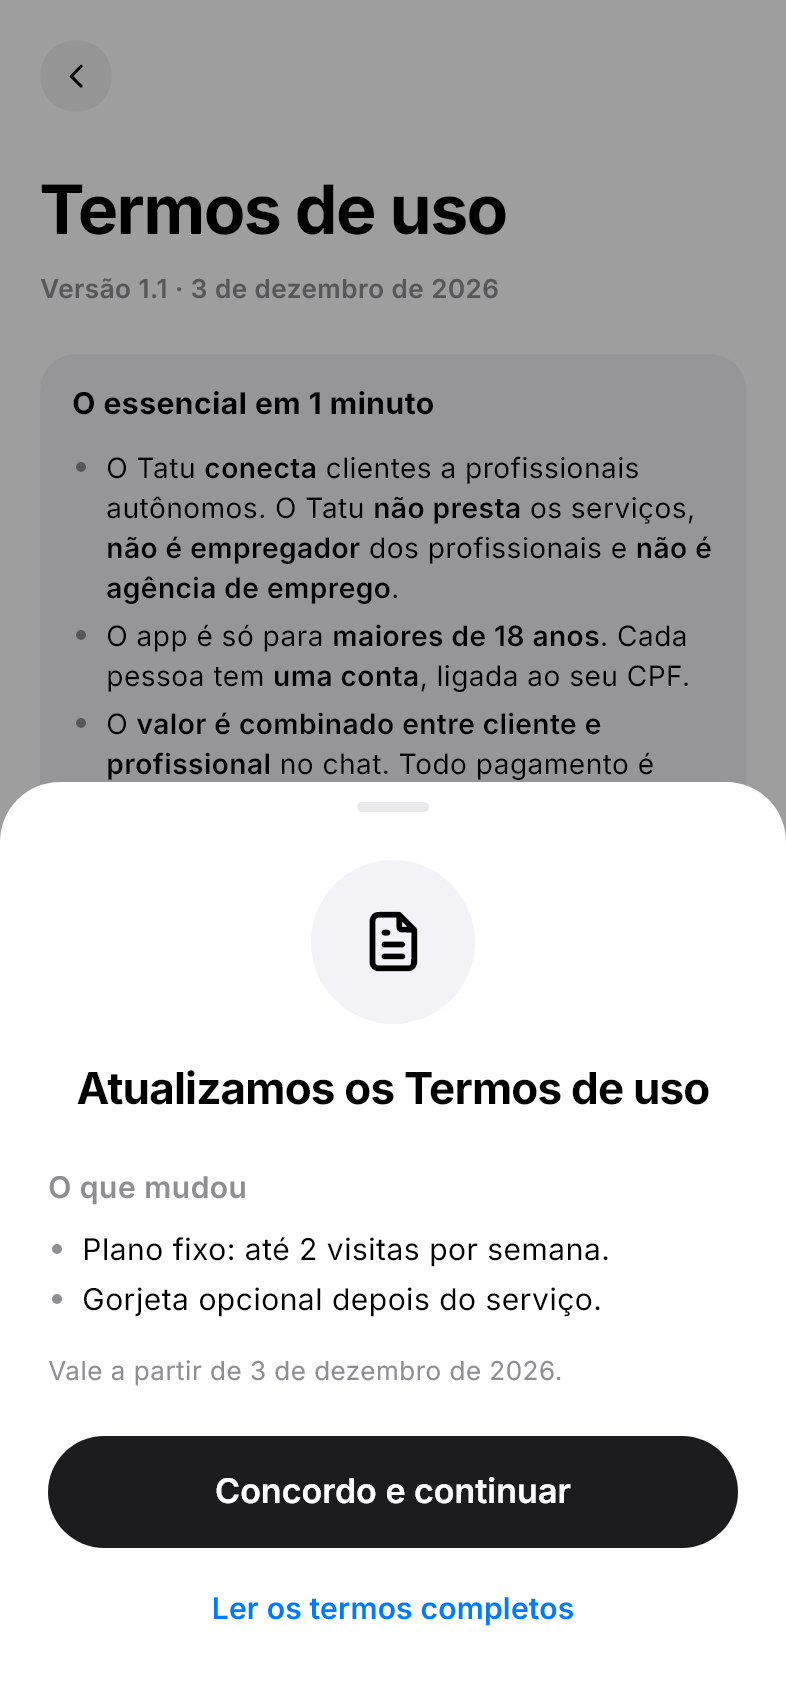 Termos de uso
Versão 1.1 · 3 de dezembro de 2026
O essencial em 1 minuto
• O Tatu conecta clientes a profissionais
autônomos. O Tatu não presta os serviços,
não é empregador dos profissionais e não é
agência de emprego.
• O app é só para maiores de 18 anos. Cada
pessoa tem uma conta, ligada ao seu CPF.
• O valor é combinado entre cliente e
profissional no chat. Todo pagamento é
Atualizamos os Termos de uso
O que mudou
• Plano fixo: até 2 visitas por semana.
• Gorjeta opcional depois do serviço.
Vale a partir de 3 de dezembro de 2026.
Concordo e continuar
Ler os termos completos